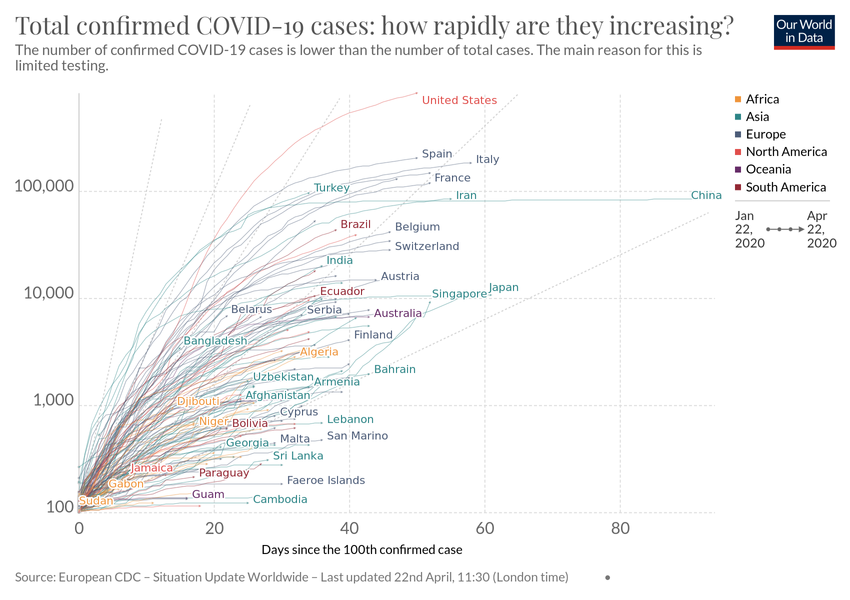 Total confirmed COVID-19 cases: how rapidly are they increasing?
Our World
in Data
The number of confirmed COVID-19 cases is lower than the number of total cases. The main reason for this is
limited testing.
Africa
Asia
Europe
North America
Oceania
South America
Jan
22,
2020
Apr
22,
2020
United States
Spain
Italy
France
Turkey
Iran
China
100,000
Brazil
Belgium
Switzerland
India
Austria
Ecuador
Singapore
Japan
10,000
Belarus
Serbia
Australia
Finland
Bangladesh
Algeria
Bahrain
Uzbekistan
Armenia
Afghanistan
Djibouti
1,000
Cyprus
Niger
Bolivia
Lebanon
San Marino
Malta
Georgia
Sri Lanka
Jamaica
Paraguay
Faeroe Islands
Gabon
Guam
Cambodia
Sudan
100
0
20
40
60
80
Days since the 100th confirmed case
Source: European CDC – Situation Update Worldwide – Last updated 22nd April, 11:30 (London time)